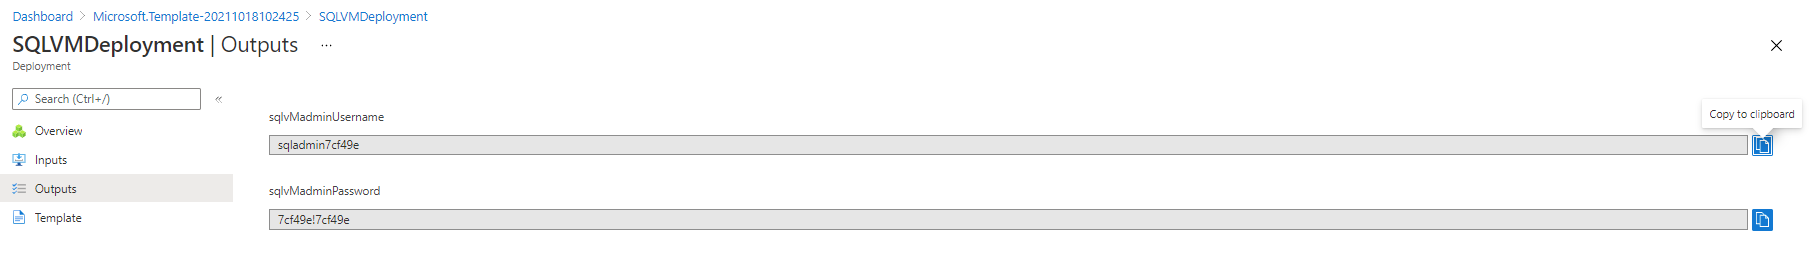 Dashboard > Microsoft.Template-20211018102425 > SQLVMDeployment
SQLVMDeployment | Outputs ...
Deployment
Search (Ctrl+/) «
Overview
Inputs
Outputs
Template
sqlvMadminUsername
Copy to clipboard
sqladmin7cf49e
sqlvMadminPassword
7cf49e!7cf49e